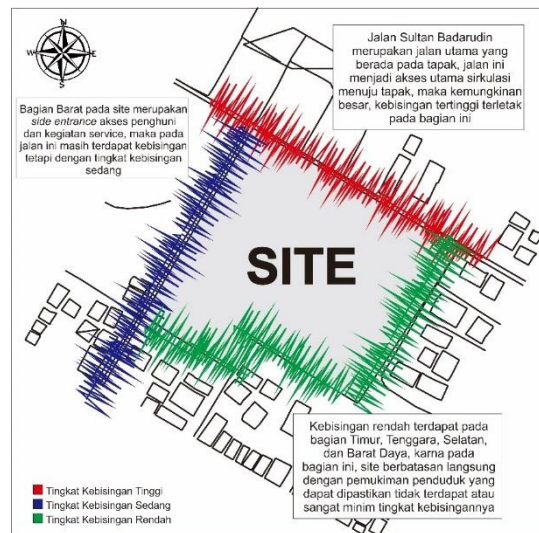 N
W
E
S
Jalan Sultan Badarudin
merupakan jalan utama yang
berada pada tapak, jalan ini
menjadi akses utama sirkulasi
menuju tapak, maka kemungkinan
besar, kebisingan tertinggi terletak
pada bagian ini
Bagian Barat pada site merupakan
side entrance akses penghuni
dan kegiatan service, maka pada
jalan ini masih terdapat kebisingan
tetapi dengan tingkat kebisingan
sedang
SITE
Kebisingan rendah terdapat pada
bagian Timur, Tenggara, Selatan,
dan Barat Daya, karna pada
bagian ini, site berbatasan langsung
dengan pemukiman penduduk yang
dapat dipastikan tidak terdapat atau
sangat minim tingkat kebisingannya
Tingkat Kebisingan Tinggi
Tingkat Kebisingan Sedang
Tingkat Kebisingan Rendah